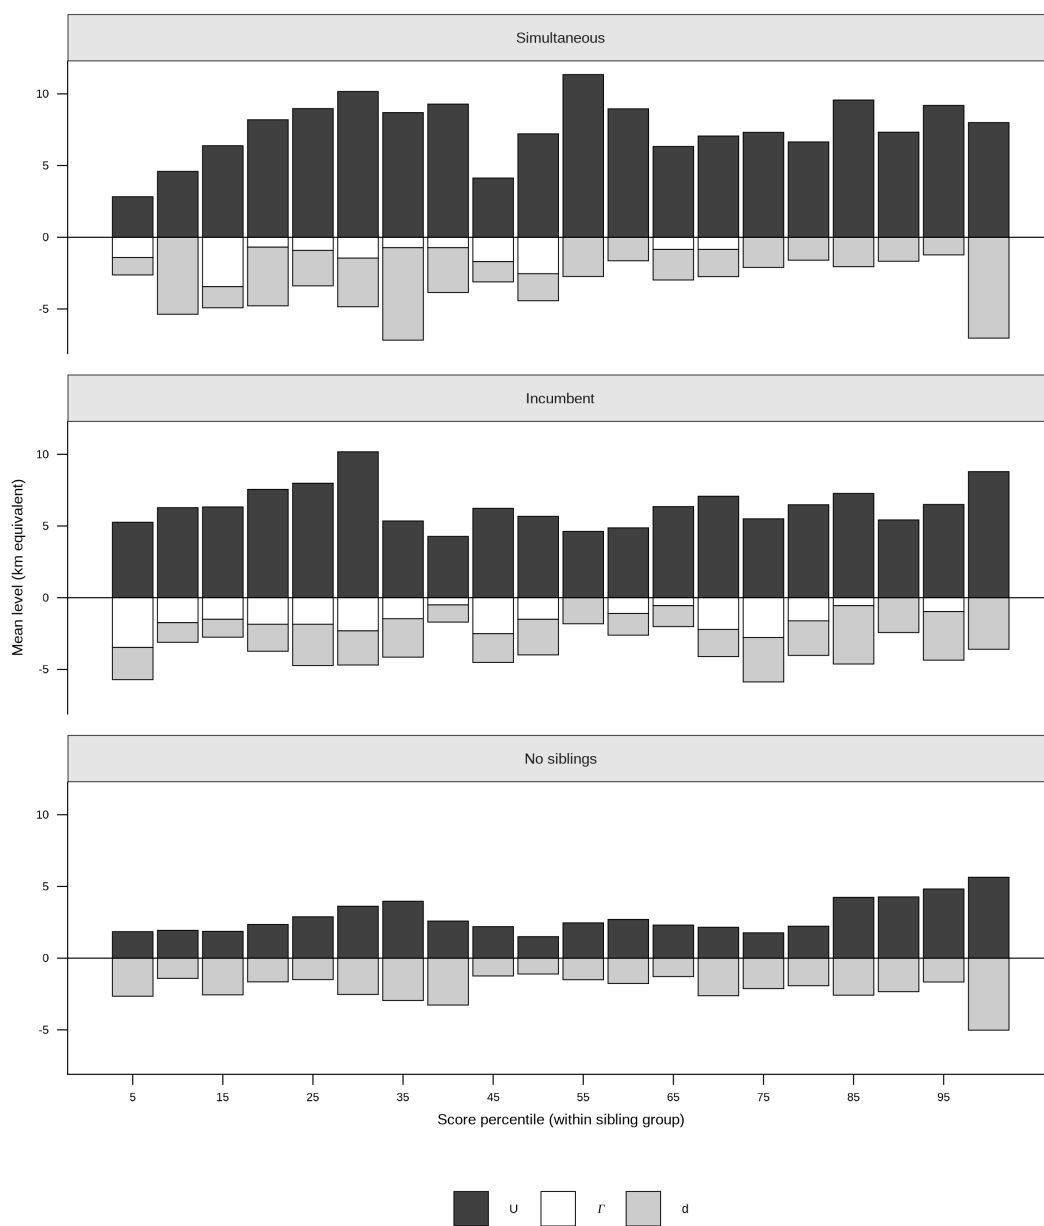 Simultaneous
10
5
0
-5
Incumbent
10
5
0
-5
Mean level (km equivalent)
No siblings
10
5
0
-5
5 15 25 35 45 55 65 75 85 95
Score percentile (within sibling group)
U Γ d